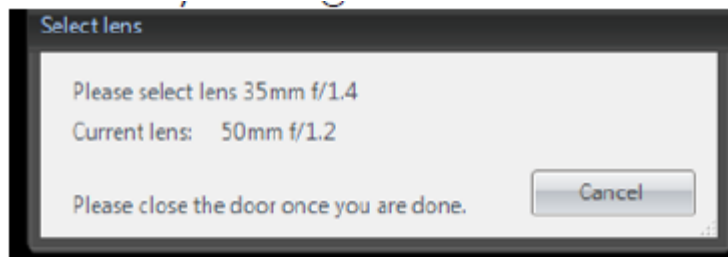 Select lens
Please select lens 35mm f/1.4
Current lens: 50mm f/1.2
Please close the door once you are done.
Cancel